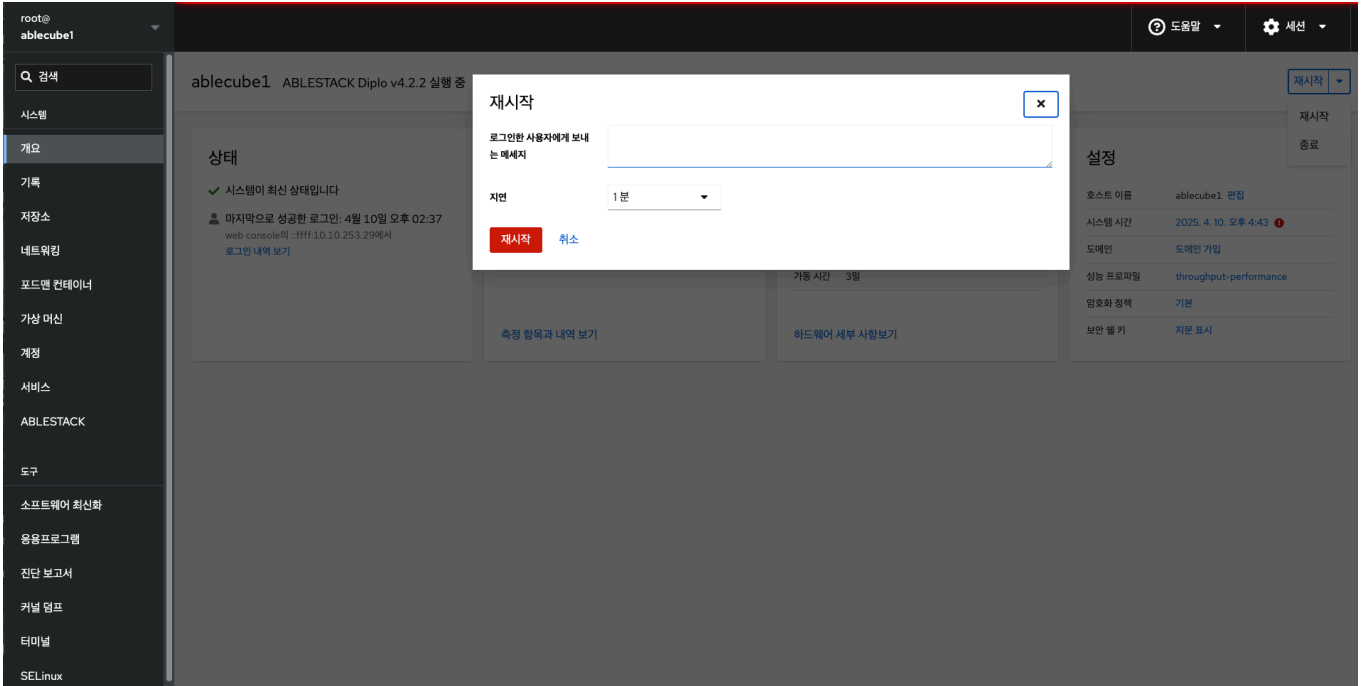 root@
ablecube1
도움말
세션
검색
시스템
개요
기록
저장소
네트워킹
포드맨 컨테이너
가상 머신
계정
서비스
ABLESTACK
도구
소프트웨어 최신화
응용프로그램
진단 보고서
커널 덤프
터미널
SELinux
ablecube1 ABLESTACK Diplo v4.2.2 실행 중
재시작
재시작
종료
재시작
로그인한 사용자에게 보내
는 메세지
지연
1 분
재시작
취소
상태
시스템이 최신 상태입니다
마지막으로 성공한 로그인: 4월 10일 오후 02:37
web console의 ::ffff:10.10.253.29에서
로그인 내역 보기
측정 항목과 내역 보기
가동 시간 3일
하드웨어 세부 사항보기
설정
호스트 이름 ablecube1 편집
시스템 시간 2025. 4. 10. 오후 4:43
도메인 도메인 가입
성능 프로파일 throughput-performance
암호화 정책 기본
보안 쉘 키 지문 표시